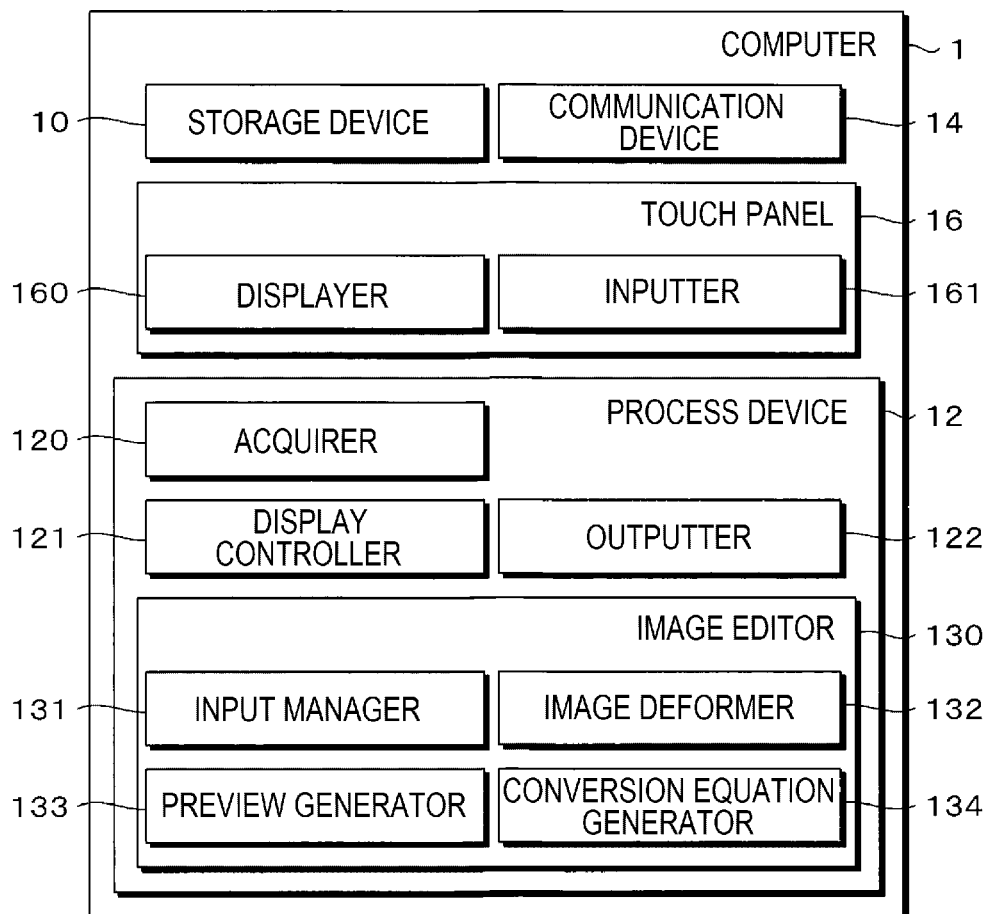 COMPUTER 1
10 STORAGE DEVICE COMMUNICATION DEVICE 14
TOUCH PANEL 16
160 DISPLAYER INPUTTER 161
PROCESS DEVICE 12
120 ACQUIRER
121 DISPLAY CONTROLLER OUTPUTTER 122
IMAGE EDITOR 130
131 INPUT MANAGER IMAGE DEFORMER 132
133 PREVIEW GENERATOR CONVERSION EQUATION GENERATOR 134